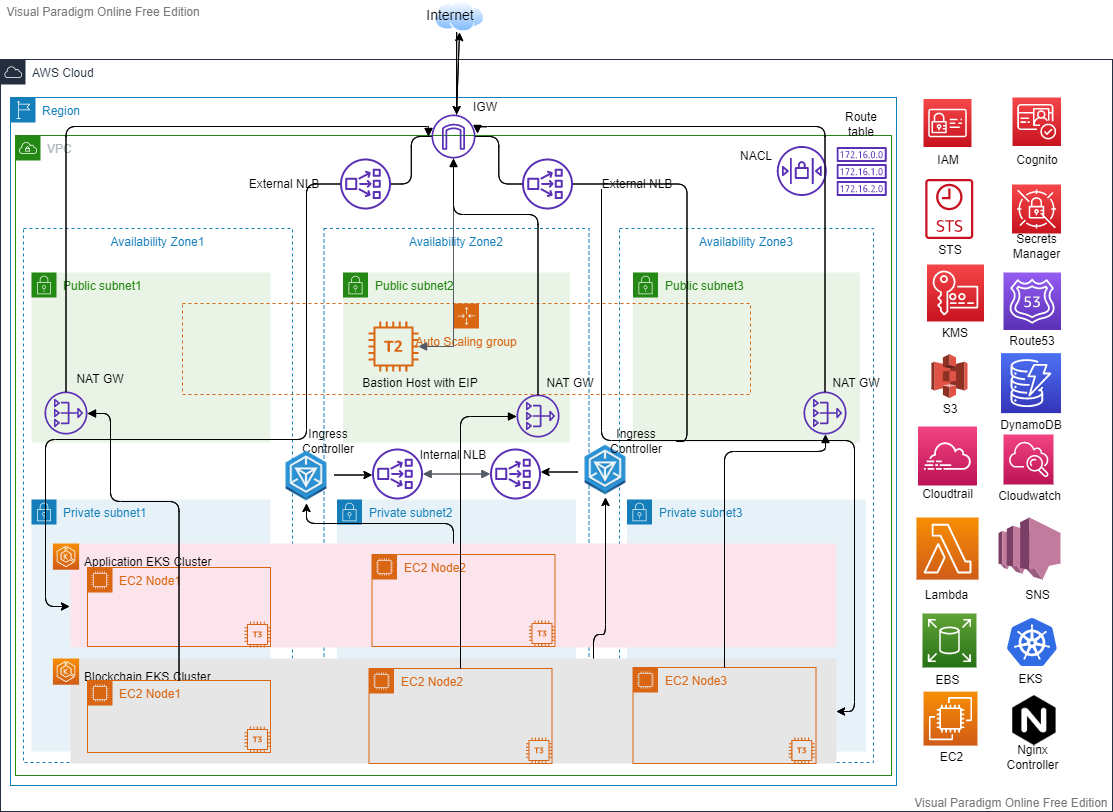 Visual Paradigm Online Free Edition
Internet
AWS Cloud
Region
IGW
VPC
Route
table
NACL
172.16.0.0
172.16.1.0
172.16.2.0
External NLB
External NLB
Availability Zone1
Availability Zone2
Availability Zone3
Public subnet1
Public subnet2
Public subnet3
Auto Scaling group
T2
Bastion Host with EIP
NAT GW
NAT GW
NAT GW
Ingress
Controller
Internal NLB
Ingress
Controller
Private subnet1
Private subnet2
Private subnet3
Application EKS Cluster
EC2 Node1
T3
EC2 Node2
T3
Blockchain EKS Cluster
EC2 Node1
T3
EC2 Node2
T3
EC2 Node3
T3
IAM
Cognito
STS
STS
Secrets
Manager
KMS
53
Route53
S3
DynamoDB
Cloudtrail
Cloudwatch
Lambda
SNS
EBS
EKS
EC2
N
Nginx
Controller
Visual Paradigm Online Free Edition